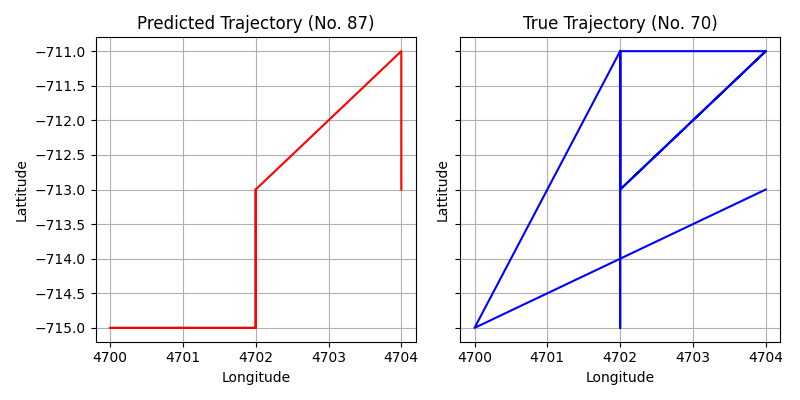 Predicted Trajectory (No. 87)
True Trajectory (No. 70)
−711.0
−711.5
−712.0
−712.5
−713.0
−713.5
−714.0
−714.5
−715.0
Lattitude
Lattitude
4700 4701 4702 4703 4704
4700 4701 4702 4703 4704
Longitude
Longitude